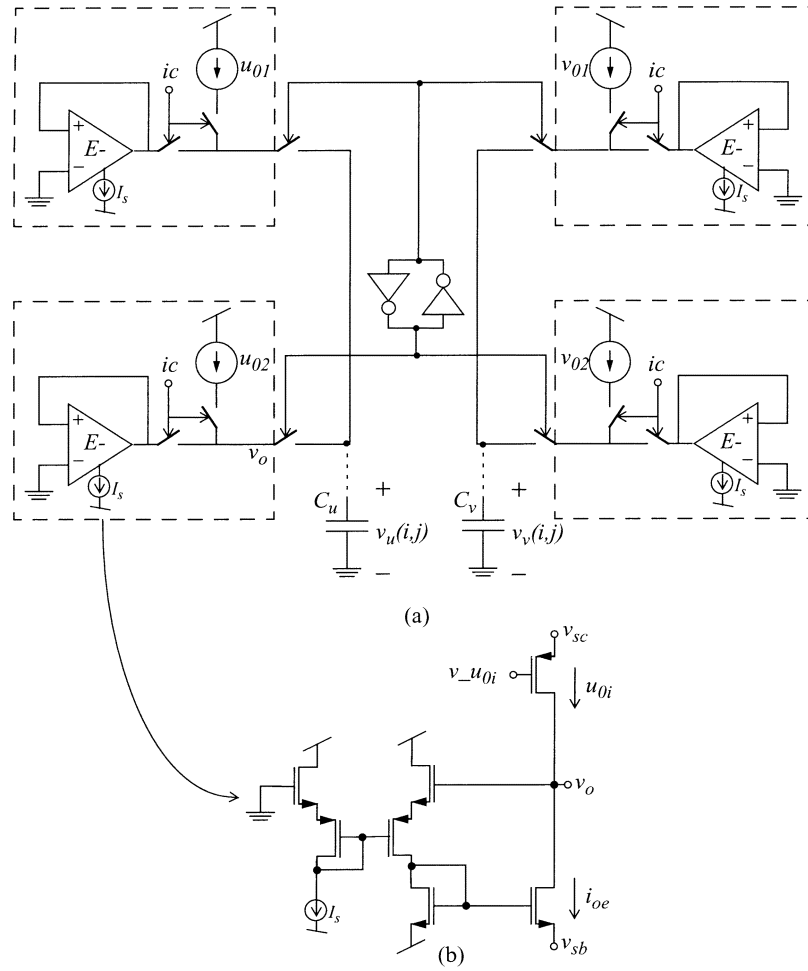 ic u01 v01 ic
+ E- − Is
+ E- − Is
ic u02 v02 ic
+ E- − Is
vo
+ E- − Is
Cu + vu(i,j) −
Cv + vv(i,j) −
(a)
vsc
v_u0i
u0i
vo
Is
ioe
vsb
(b)